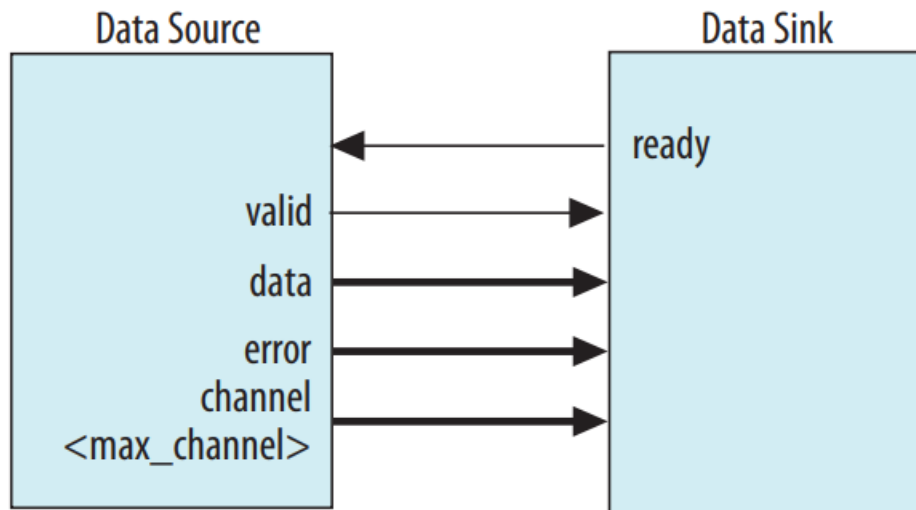 Data Source
Data Sink
ready
valid
data
error
channel
<max_channel>